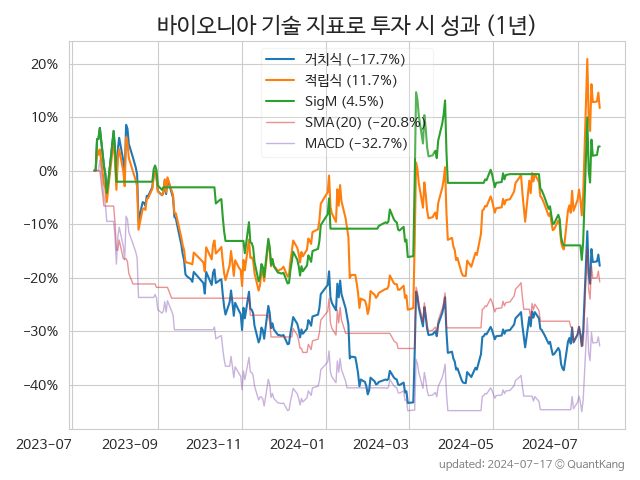 바이오니아 기술 지표로 투자 시 성과 (1년)
거치식 (−17.7%)
적립식 (11.7%)
SigM (4.5%)
SMA(20) (−20.8%)
MACD (−32.7%)
20%
10%
0%
−10%
−20%
−30%
−40%
2023-07 2023-09 2023-11 2024-01 2024-03 2024-05 2024-07
updated: 2024-07-17 © QuantKang